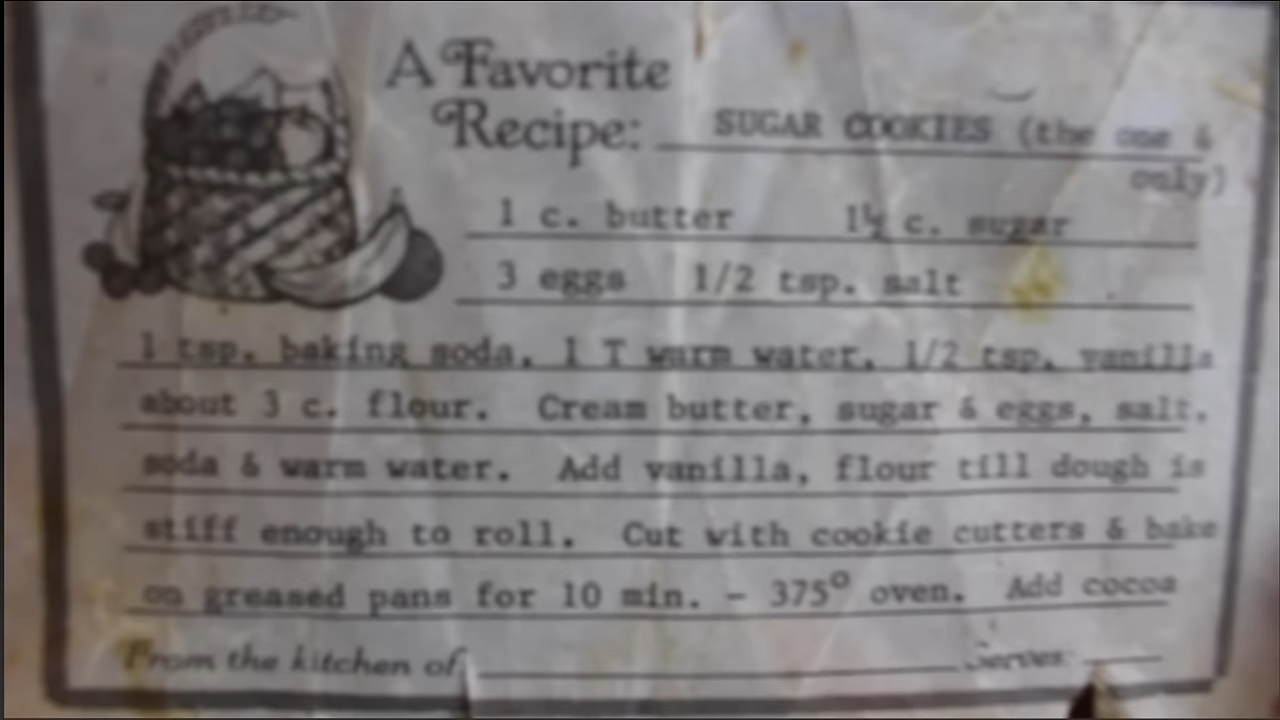 A Favorite
Recipe: SUGAR COOKIES (the one &
only)
1 c. butter 1½ c. sugar
3 eggs 1/2 tsp. salt
1 tsp. baking soda, 1 T warm water, 1/2 tsp. vanilla
about 3 c. flour. Cream butter, sugar & eggs, salt,
soda & warm water. Add vanilla, flour till dough is
stiff enough to roll. Cut with cookie cutters & bake
on greased pans for 10 min. - 375° oven. Add cocoa
From the kitchen of Serves: